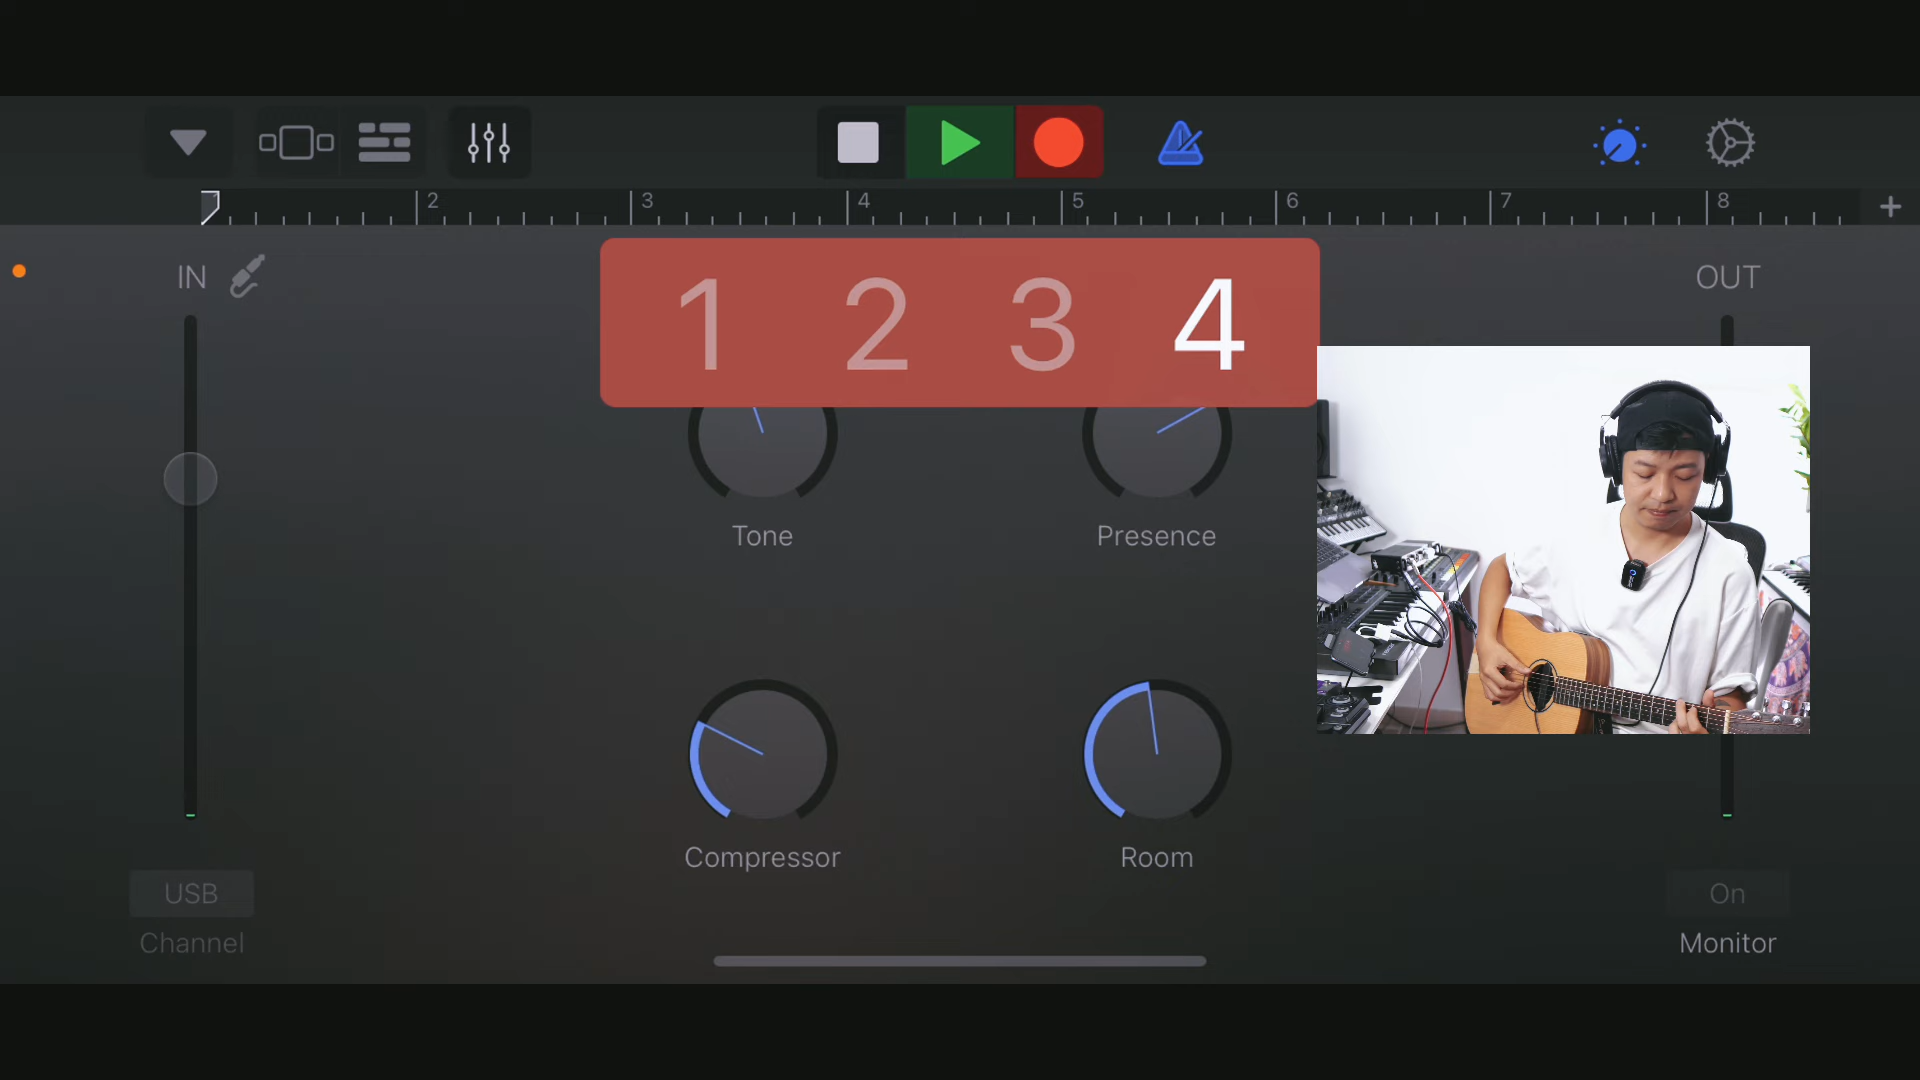 2 3 4 5 6 7 8
IN
OUT
1 2 3 4
Tone
Presence
Compressor
Room
USB
On
Channel
Monitor